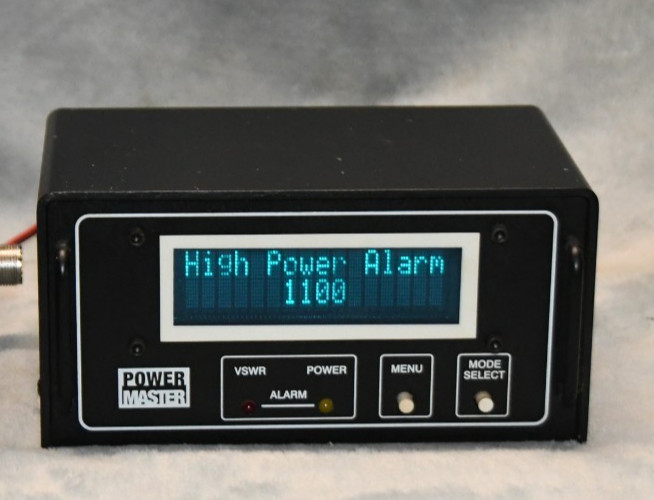 High Power Alarm
1100
POWER
MASTER
VSWR POWER
ALARM
MENU
MODE
SELECT